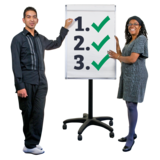 1. ✓
2. ✓
3. ✓